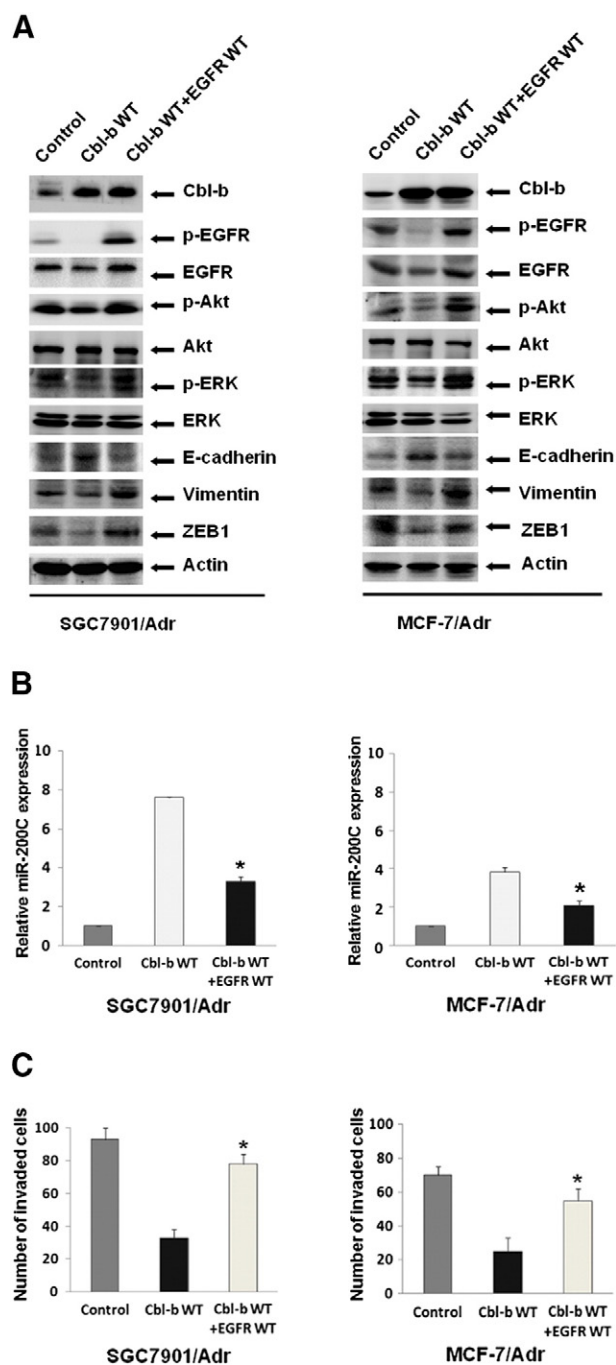 A
Control
Cbl-b WT
Cbl-b WT+EGFR WT
Cbl-b
p-EGFR
EGFR
p-Akt
Akt
p-ERK
ERK
E-cadherin
Vimentin
ZEB1
Actin
SGC7901/Adr
Control
Cbl-b WT
Cbl-b WT+EGFR WT
Cbl-b
p-EGFR
EGFR
p-Akt
Akt
p-ERK
ERK
E-cadherin
Vimentin
ZEB1
Actin
MCF-7/Adr
B
Relative miR-200C expression
10
8
6
4
2
0
*
Control
Cbl-b WT
Cbl-b WT
+EGFR WT
SGC7901/Adr
Relative miR-200C expression
10
8
6
4
2
0
*
Control
Cbl-b WT
Cbl-b WT
+EGFR WT
MCF-7/Adr
C
Number of invaded cells
100
80
60
40
20
0
*
Control
Cbl-b WT
Cbl-b WT
+EGFR WT
SGC7901/Adr
Number of invaded cells
100
80
60
40
20
0
*
Control
Cbl-b WT
Cbl-b WT
+EGFR WT
MCF-7/Adr